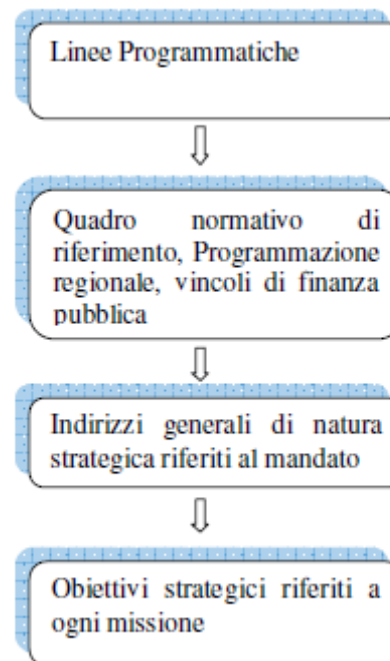 Linee Programmatiche
Quadro normativo di
riferimento, Programmazione
regionale, vincoli di finanza
pubblica
Indirizzi generali di natura
strategica riferiti al mandato
Obiettivi strategici riferiti a
ogni missione